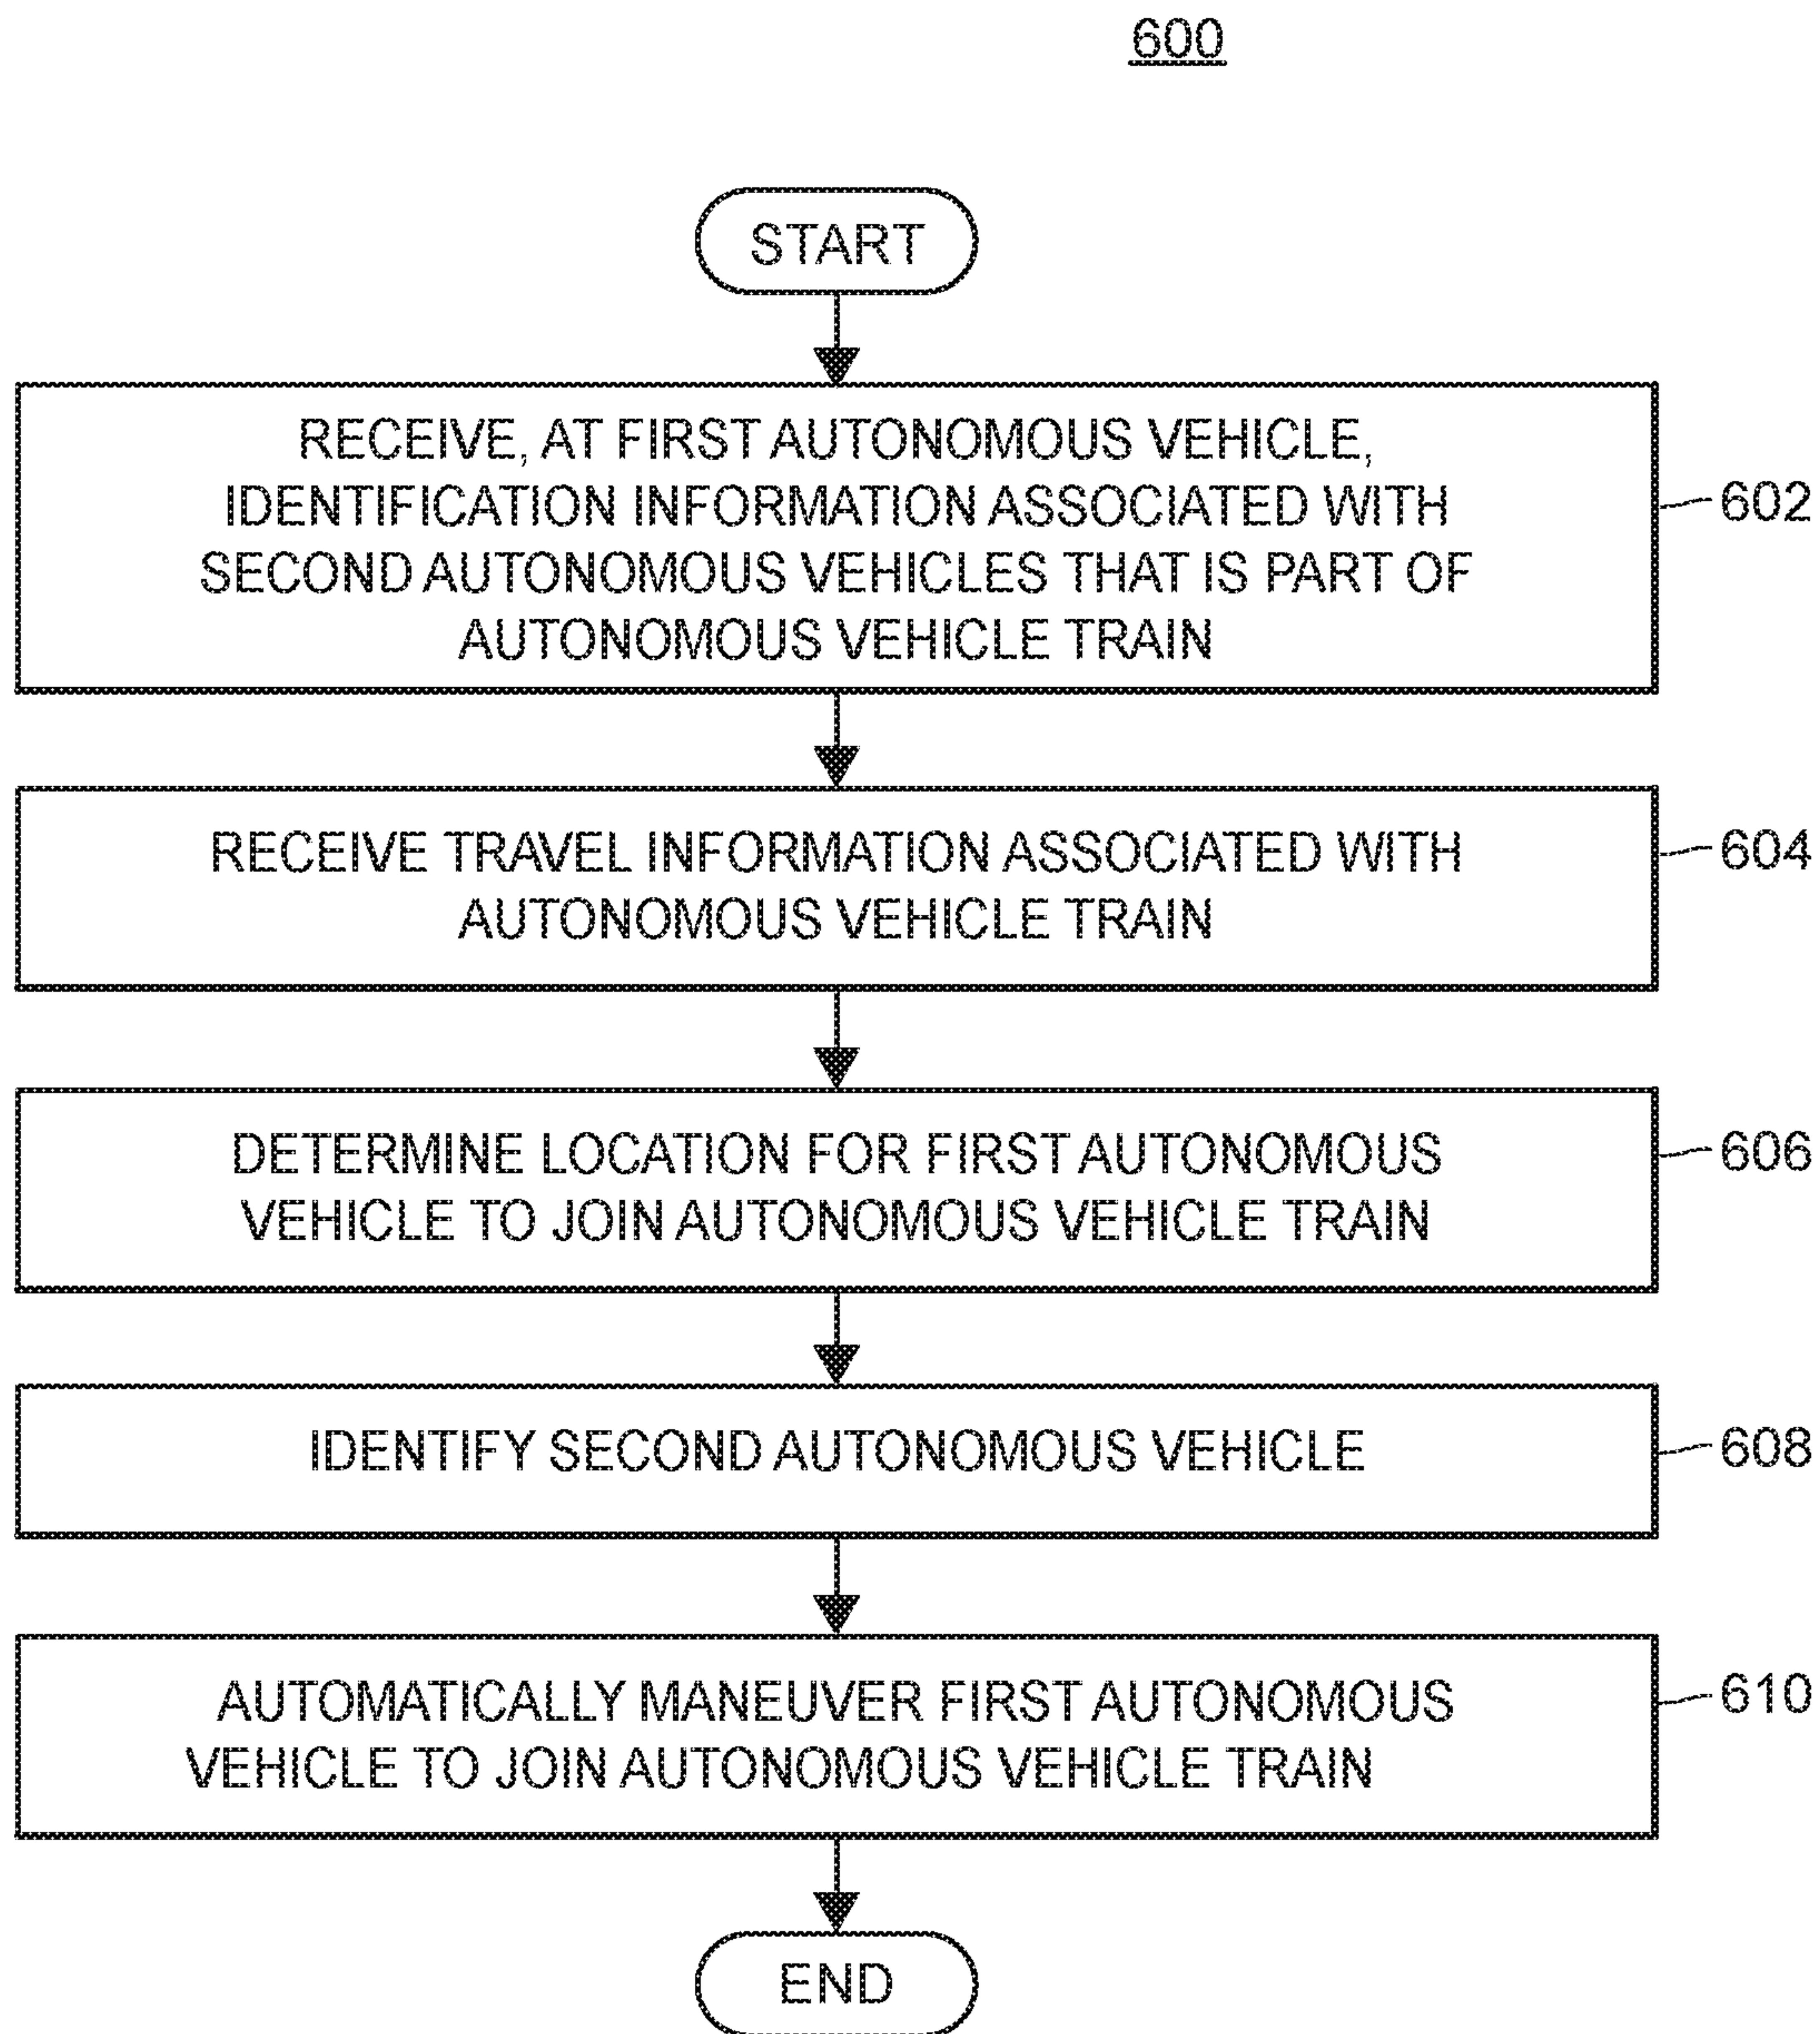 600
START
RECEIVE, AT FIRST AUTONOMOUS VEHICLE,
IDENTIFICATION INFORMATION ASSOCIATED WITH
SECOND AUTONOMOUS VEHICLES THAT IS PART OF
AUTONOMOUS VEHICLE TRAIN
602
RECEIVE TRAVEL INFORMATION ASSOCIATED WITH
AUTONOMOUS VEHICLE TRAIN
604
DETERMINE LOCATION FOR FIRST AUTONOMOUS
VEHICLE TO JOIN AUTONOMOUS VEHICLE TRAIN
606
IDENTIFY SECOND AUTONOMOUS VEHICLE
608
AUTOMATICALLY MANEUVER FIRST AUTONOMOUS
VEHICLE TO JOIN AUTONOMOUS VEHICLE TRAIN
610
END